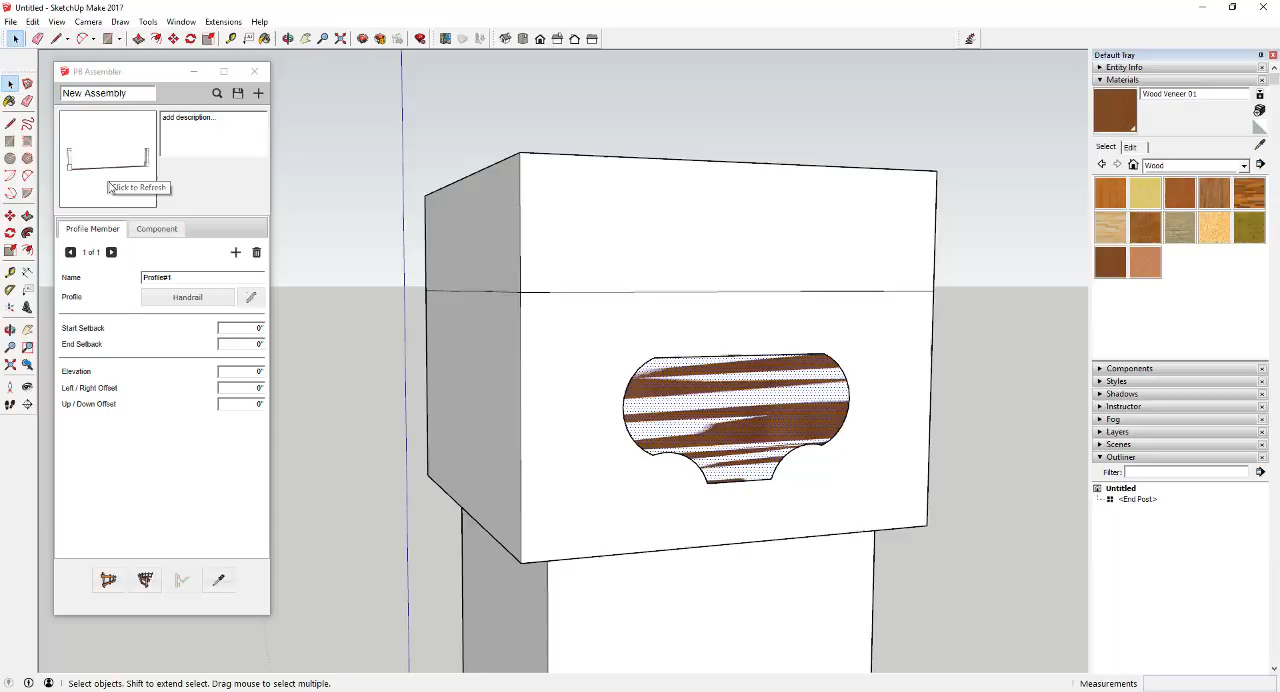 Untitled - SketchUp Make 2017
File Edit View Camera Draw Tools Window Extensions Help
PB Assembler
New Assembly
add description...
Click to Refresh
Profile Member Component
1 of 1
Name Profile#1
Profile Handrail
Start Setback 0"
End Setback 0"
Elevation 0"
Left / Right Offset 0"
Up / Down Offset 0"
Default Tray
Entity Info
Materials
Wood Veneer 01
Select Edit
Wood
Components
Styles
Shadows
Instructor
Fog
Layers
Scenes
Outliner
Filter:
Untitled
<End Post>
Select objects. Shift to extend select. Drag mouse to select multiple.
Measurements